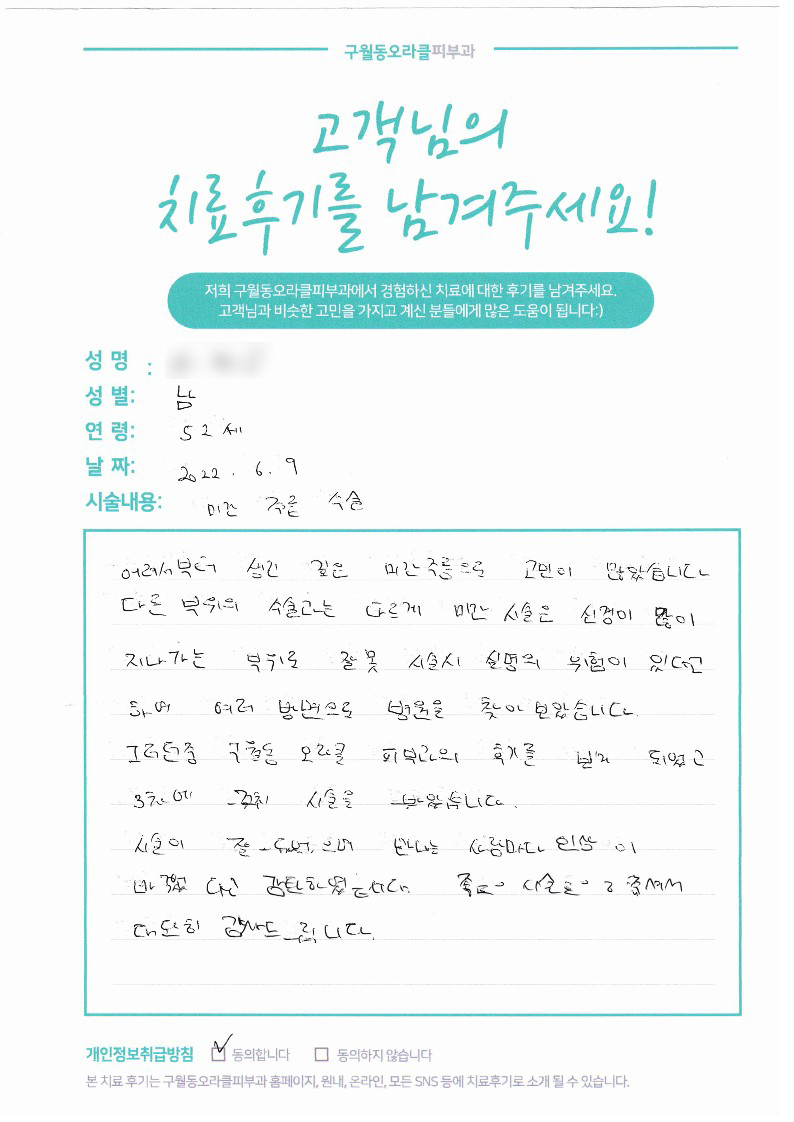 구월동오라클피부과
고객님의
치료후기를 남겨주세요!
저희 구월동오라클피부과에서 경험하신 치료에 대한 후기를 남겨주세요.
고객님과 비슷한 고민을 가지고 계신 분들에게 많은 도움이 됩니다:)
성 명 :
성 별: 남
연 령: 52세
날 짜: 2022. 6. 9
시술내용: 미간 주름 수술
어려서부터 생긴 깊은 미간주름으로 고민이 많았습니다
다른 부위의 수술과는 다르게 미간 시술은 신경이 많이
지나가는 부위로 잘못 시술시 실명의 위험이 있다고
하여 여러 방면으로 병원을 찾아보았습니다.
그러던중 구월동 오라클 피부과의 후기를 보게 되었고
3차에 걸쳐 시술을 받았습니다.
시술이 잘 되었으며 만나는 사람마다 인상이
바뀌었다고 감탄하였습니다. 좋은 시술을 해주셔서
대단히 감사드립니다.
개인정보취급방침 ☑ 동의합니다 ☐ 동의하지 않습니다
본 치료 후기는 구월동오라클피부과 홈페이지, 원내, 온라인, 모든 SNS 등에 치료후기로 소개 될 수 있습니다.